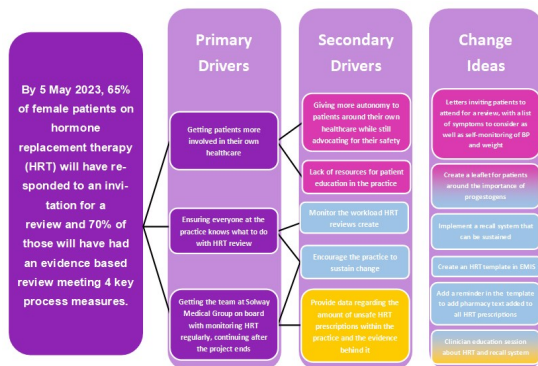 By 5 May 2023, 65%
of female patients on
hormone
replacement therapy
(HRT) will have re-
sponded to an invi-
tation for a
review and 70% of
those will have had
an evidence based
review meeting 4 key
process measures.
Primary
Drivers
Getting patients more
involved in their own
healthcare
Ensuring everyone at the
practice knows what to do
with HRT review
Getting the team at Solway
Medical Group on board
with monitoring HRT
regularly, continuing after
the project ends
Secondary
Drivers
Giving more autonomy to
patients around their own
healthcare while still
advocating for their safety
Lack of resources for patient
education in the practice
Monitor the workload HRT
reviews create
Encourage the practice to
sustain change
Provide data regarding the
amount of unsafe HRT
prescriptions within the
practice and the evidence
behind it
Change
Ideas
Letters inviting patients to
attend for a review, with a list
of symptoms to consider as
well as self-monitoring of BP
and weight
Create a leaflet for patients
around the importance of
progestogens
Implement a recall system
that can be sustained
Create an HRT template in EMIS
Add a reminder in the template
to add pharmacy text added to
all HRT prescriptions
Clinician education session
about HRT and recall system